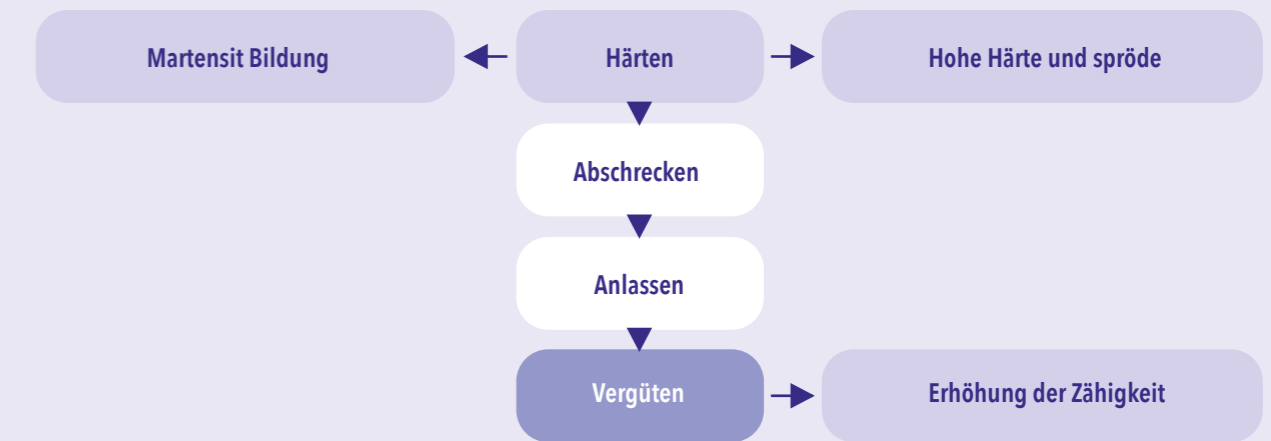 Martensit Bildung
Härten
Hohe Härte und spröde
Abschrecken
Anlassen
Vergüten
Erhöhung der Zähigkeit